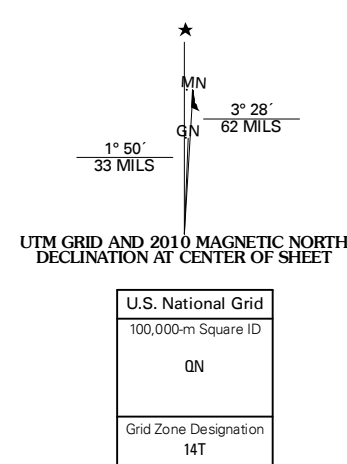 ★
MN
3° 28´
62 MILS
GN
1° 50´
33 MILS
UTM GRID AND 2010 MAGNETIC NORTH
DECLINATION AT CENTER OF SHEET
U.S. National Grid
100,000-m Square ID
QN
Grid Zone Designation
14T